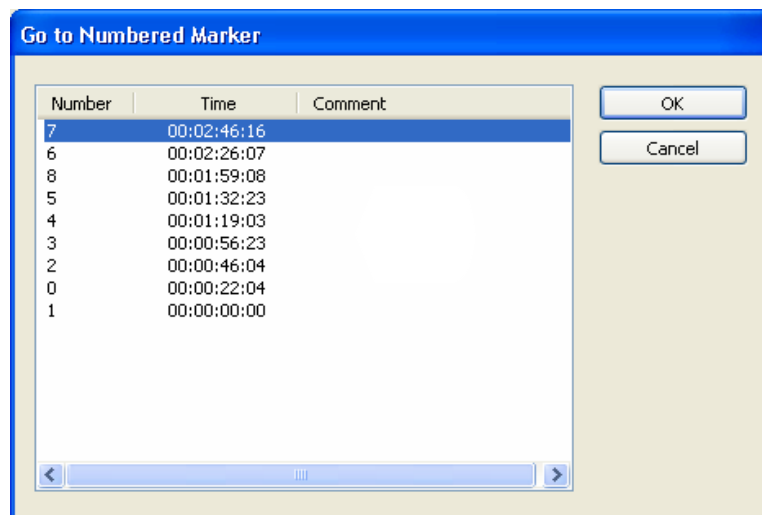 Go to Numbered Marker
Number Time Comment OK
7 00:02:46:16
6 00:02:26:07 Cancel
8 00:01:59:08
5 00:01:32:23
4 00:01:19:03
3 00:00:56:23
2 00:00:46:04
0 00:00:22:04
1 00:00:00:00